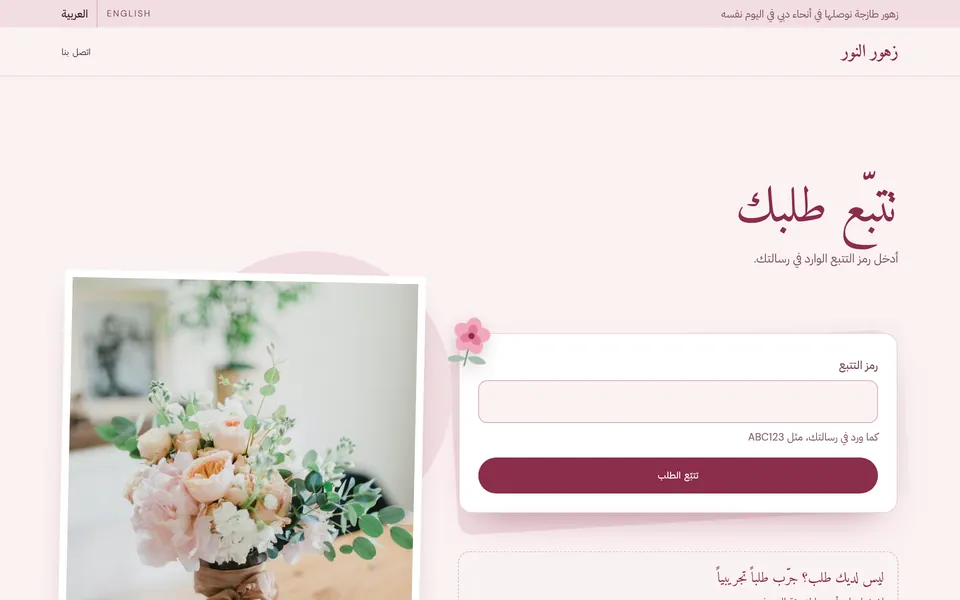 زهور طازجة نوصلها في أنحاء دبي في اليوم نفسه
ENGLISH
العربية
زهور النور
اتصل بنا
تتبّع طلبك
أدخل رمز التتبع الوارد في رسالتك.
رمز التتبع
كما ورد في رسالتك، مثل ABC123
تتبّع الطلب
ليس لديك طلب؟ جرّب طلباً تجريبياً